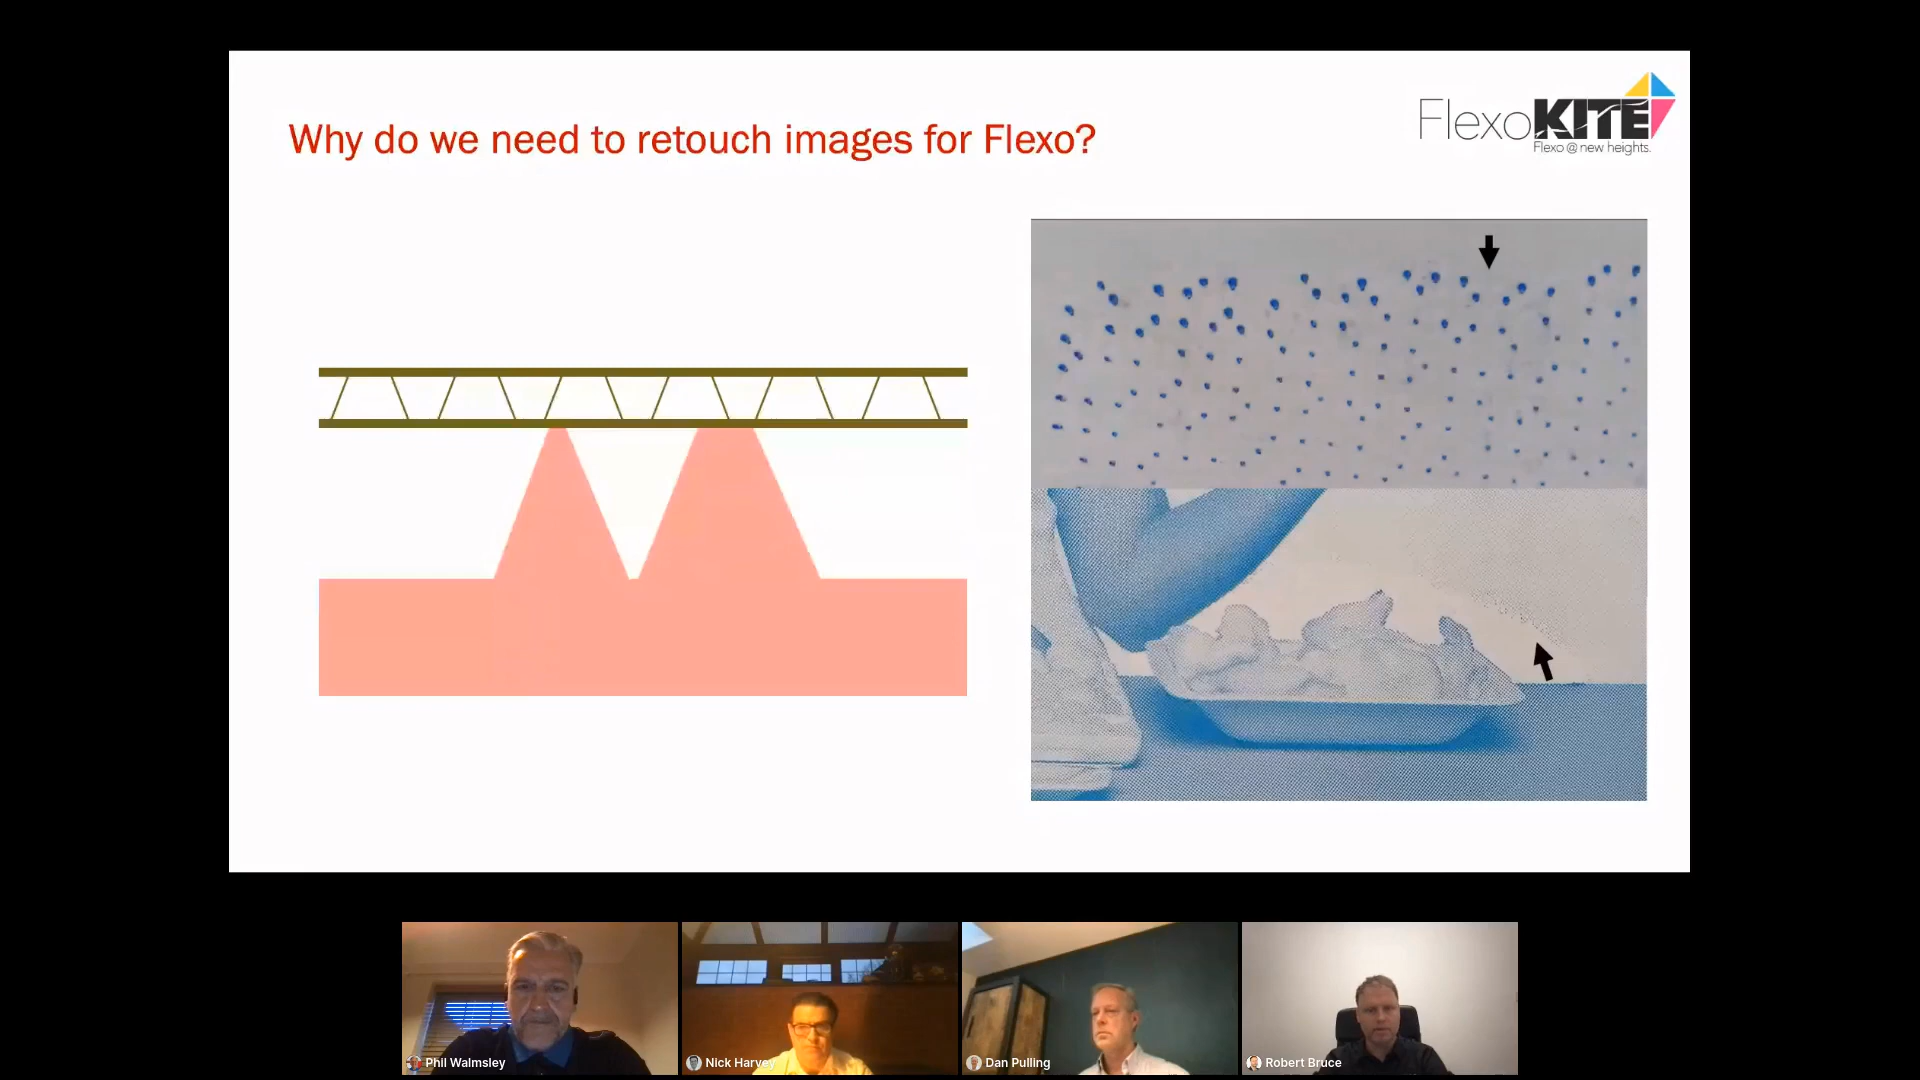 Why do we need to retouch images for Flexo?
FlexoKITE
Flexo @ new heights.
Phil Walmsley
Nick Harvey
Dan Pulling
Robert Bruce